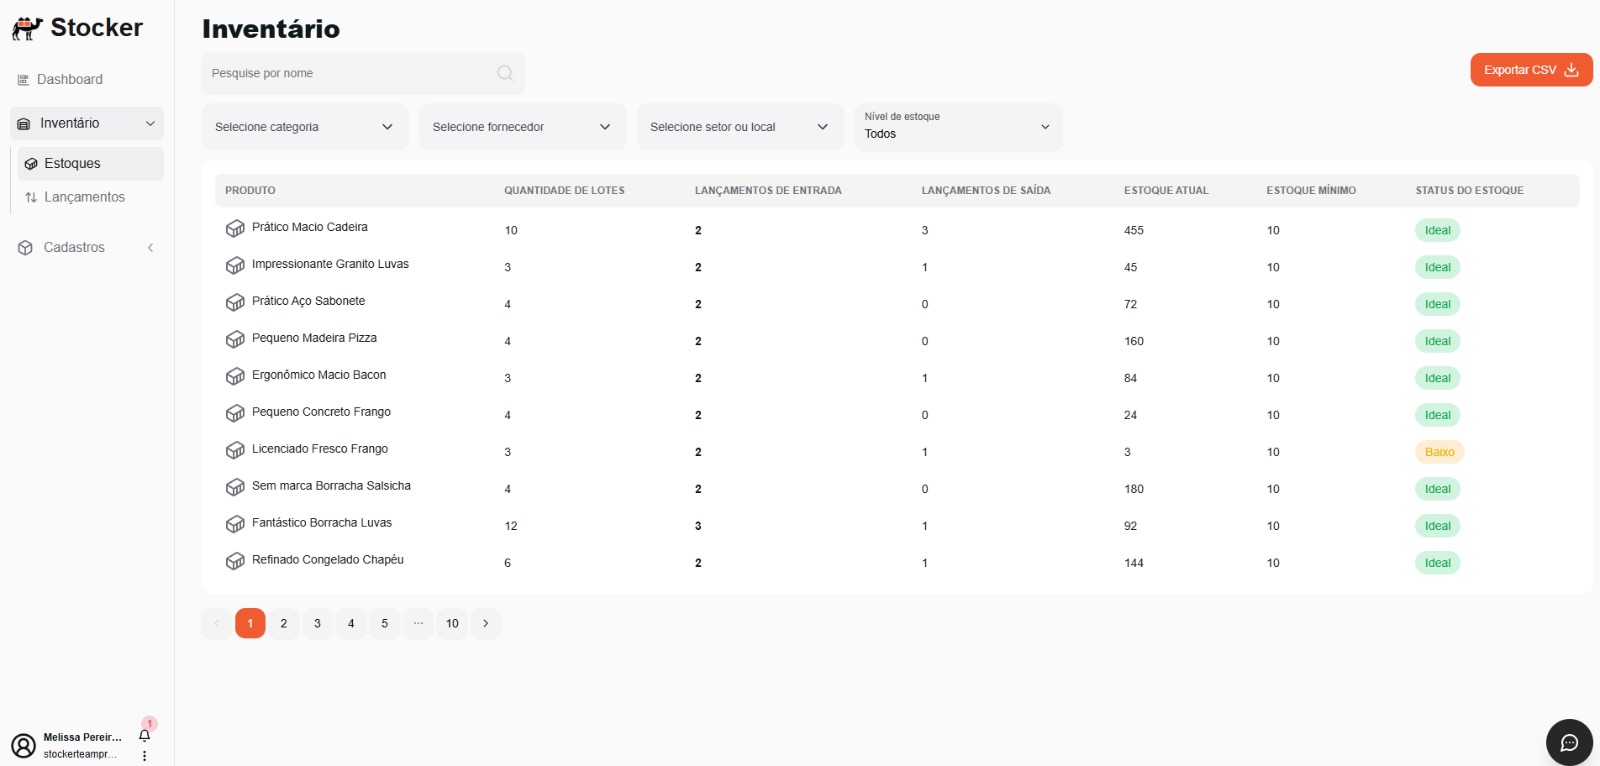 Stocker
Dashboard
Inventário
Estoques
Lançamentos
Cadastros
Melissa Pereir...
stockerteampr...
1
Inventário
Pesquise por nome
Exportar CSV
Selecione categoria
Selecione fornecedor
Selecione setor ou local
Nível de estoque
Todos
PRODUTO QUANTIDADE DE LOTES LANÇAMENTOS DE ENTRADA LANÇAMENTOS DE SAÍDA ESTOQUE ATUAL ESTOQUE MÍNIMO STATUS DO ESTOQUE
Prático Macio Cadeira 10 2 3 455 10 Ideal
Impressionante Granito Luvas 3 2 1 45 10 Ideal
Prático Aço Sabonete 4 2 0 72 10 Ideal
Pequeno Madeira Pizza 4 2 0 160 10 Ideal
Ergonômico Macio Bacon 3 2 1 84 10 Ideal
Pequeno Concreto Frango 4 2 0 24 10 Ideal
Licenciado Fresco Frango 3 2 1 3 10 Baixo
Sem marca Borracha Salsicha 4 2 0 180 10 Ideal
Fantástico Borracha Luvas 12 3 1 92 10 Ideal
Refinado Congelado Chapéu 6 2 1 144 10 Ideal
1 2 3 4 5 ... 10